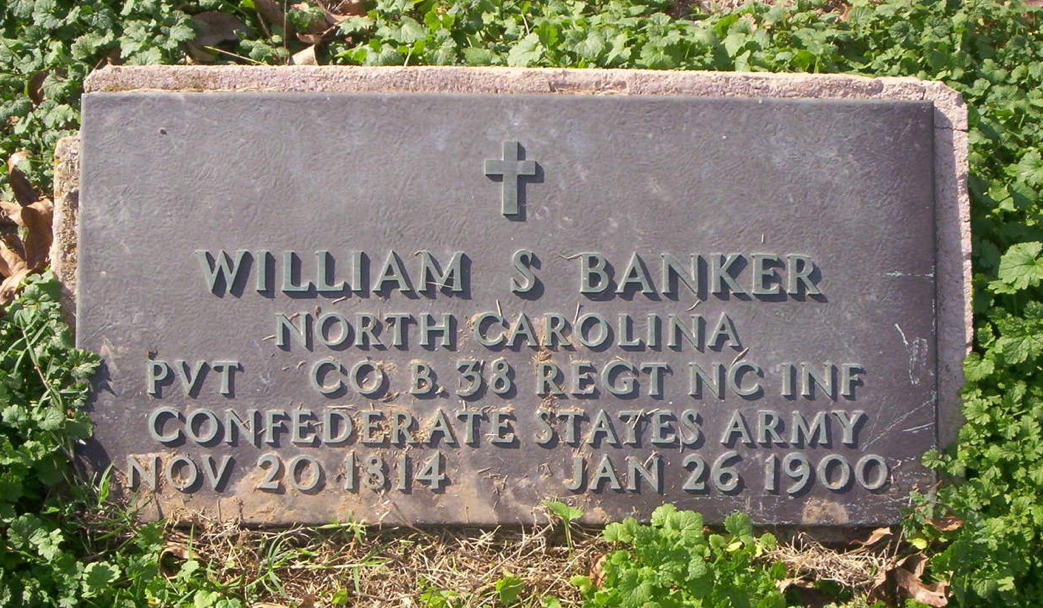 WILLIAM S BANKER
NORTH CAROLINA
PVT CO B 38 REGT NC INF
CONFEDERATE STATES ARMY
NOV 20 1814 JAN 26 1900